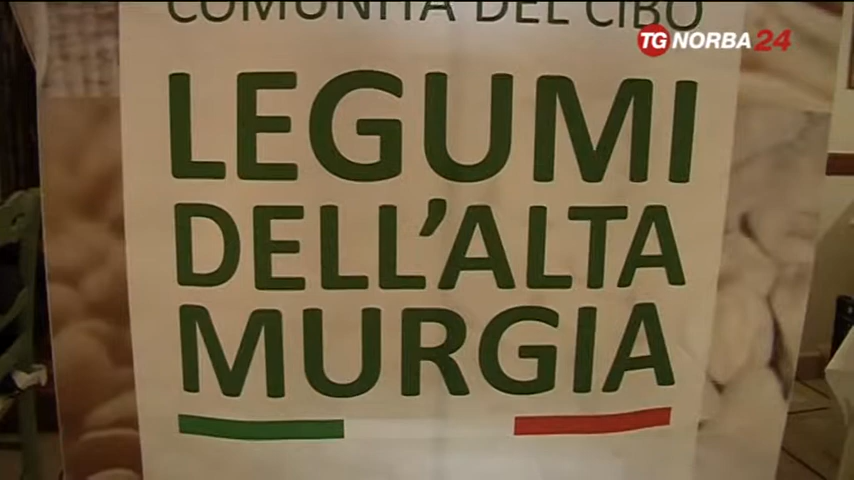 COMUNITÀ DEL CIBO
TG NORBA 24
LEGUMI
DELL'ALTA
MURGIA